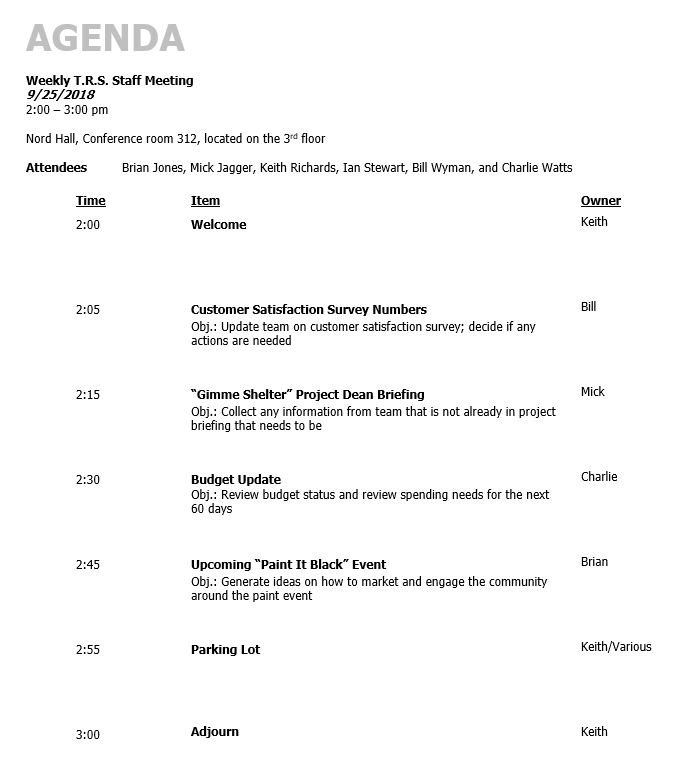 AGENDA
Weekly T.R.S. Staff Meeting
9/25/2018
2:00 – 3:00 pm
Nord Hall, Conference room 312, located on the 3rd floor
Attendees Brian Jones, Mick Jagger, Keith Richards, Ian Stewart, Bill Wyman, and Charlie Watts
Time Item Owner
2:00 Welcome Keith
2:05 Customer Satisfaction Survey Numbers Bill
Obj.: Update team on customer satisfaction survey; decide if any
actions are needed
2:15 “Gimme Shelter” Project Dean Briefing Mick
Obj.: Collect any information from team that is not already in project
briefing that needs to be
2:30 Budget Update Charlie
Obj.: Review budget status and review spending needs for the next
60 days
2:45 Upcoming “Paint It Black” Event Brian
Obj.: Generate ideas on how to market and engage the community
around the paint event
2:55 Parking Lot Keith/Various
3:00 Adjourn Keith